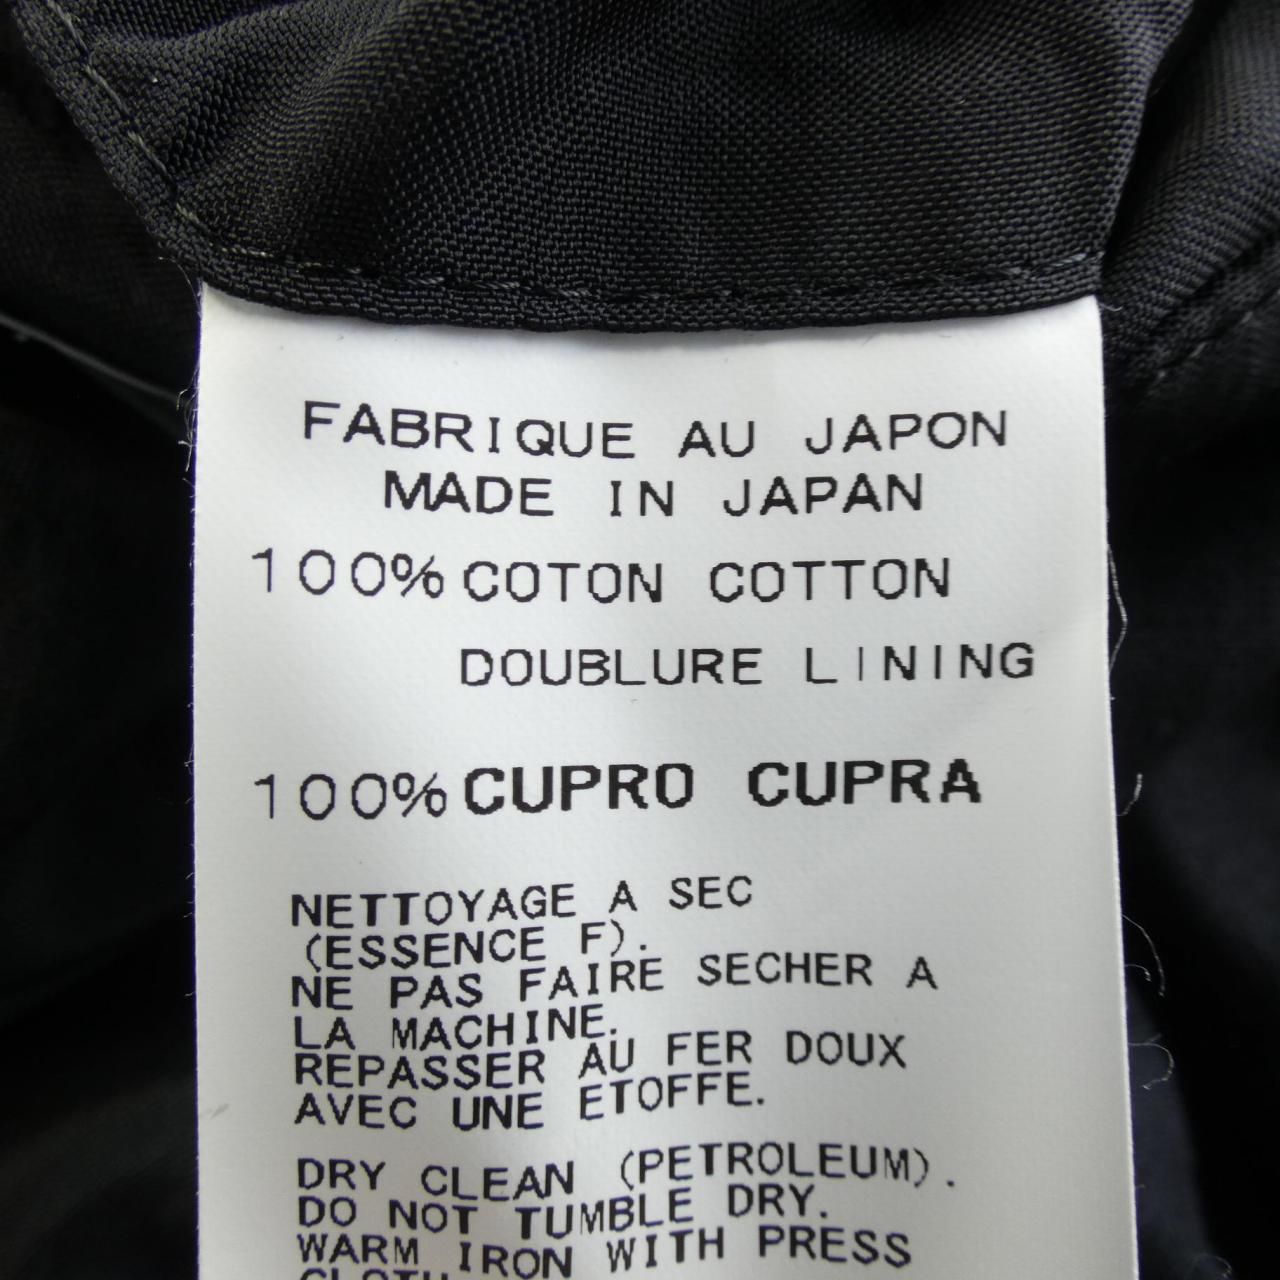 FABRIQUE AU JAPON
MADE IN JAPAN
100% COTON COTTON
DOUBLURE LINING
100% CUPRO CUPRA
NETTOYAGE A SEC
(ESSENCE F).
NE PAS FAIRE SECHER A
LA MACHINE.
REPASSER AU FER DOUX
AVEC UNE ETOFFE.
DRY CLEAN (PETROLEUM).
DO NOT TUMBLE DRY.
WARM IRON WITH PRESS
CLOTH